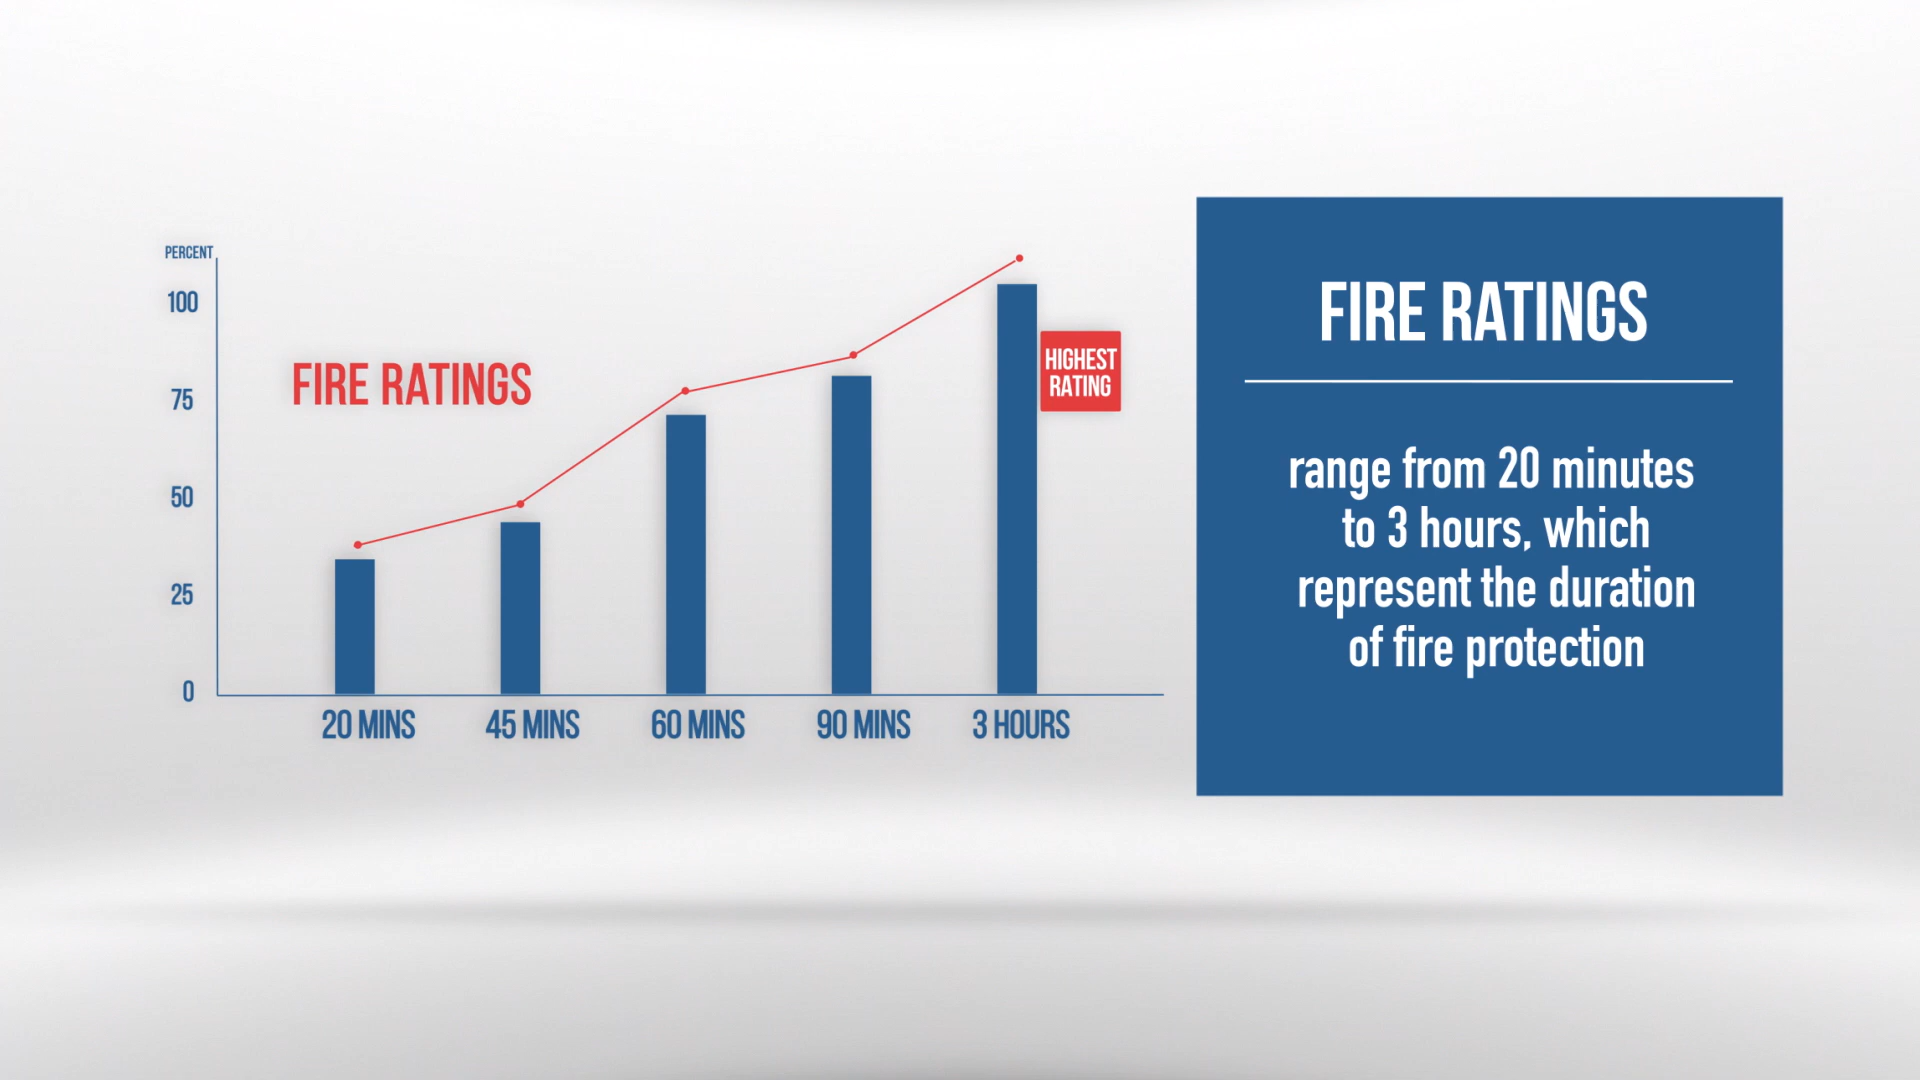 PERCENT
100
75
50
25
0
FIRE RATINGS
HIGHEST
RATING
20 MINS
45 MINS
60 MINS
90 MINS
3 HOURS
FIRE RATINGS
range from 20 minutes
to 3 hours, which
represent the duration
of fire protection